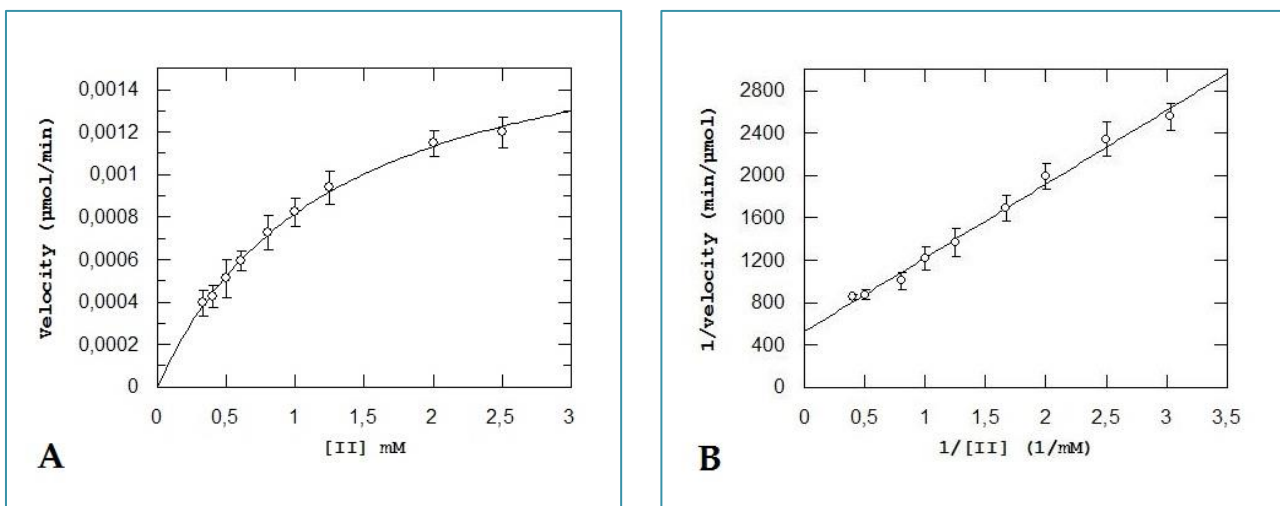 0,0014
0,0012
0,001
0,0008
0,0006
0,0004
0,0002
0
Velocity (µmol/min)
0 0,5 1 1,5 2 2,5 3
[II] mM
A
2800
2400
2000
1600
1200
800
400
0
1/velocity (min/µmol)
0 0,5 1 1,5 2 2,5 3 3,5
1/[II] (1/mM)
B